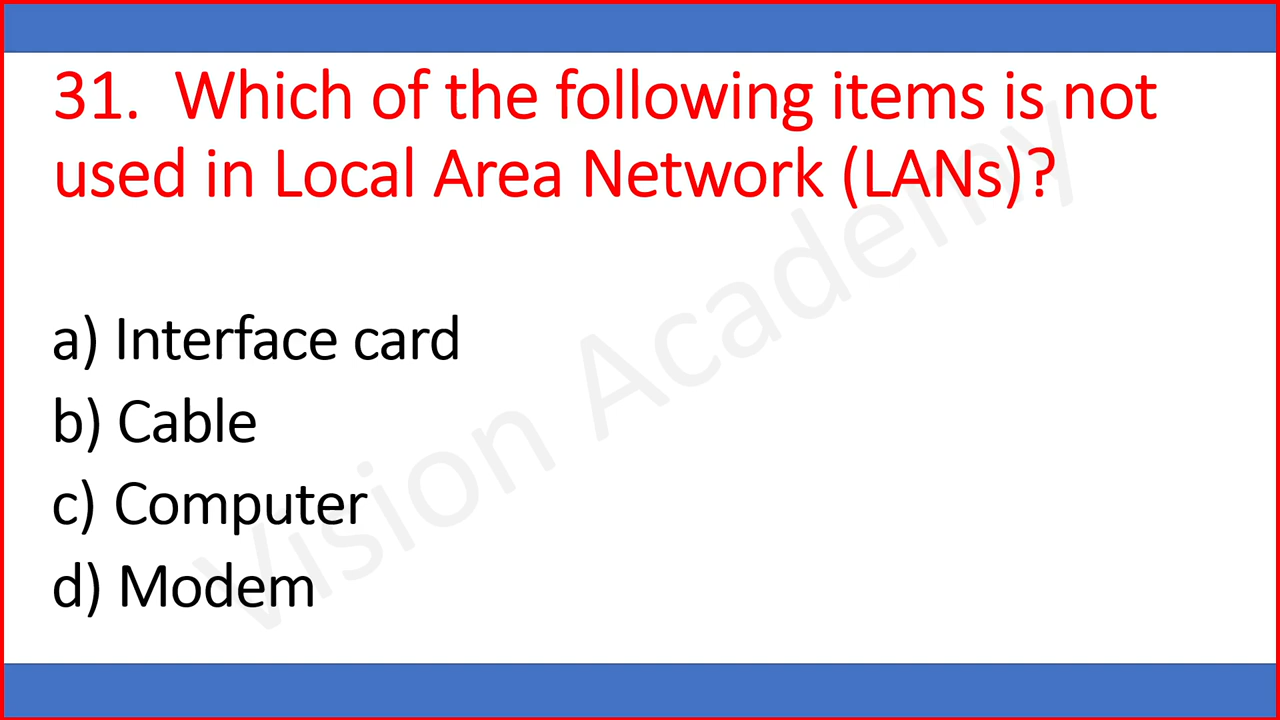 31. Which of the following items is not
used in Local Area Network (LANs)?
a) Interface card
b) Cable
c) Computer
d) Modem
Vision Academy